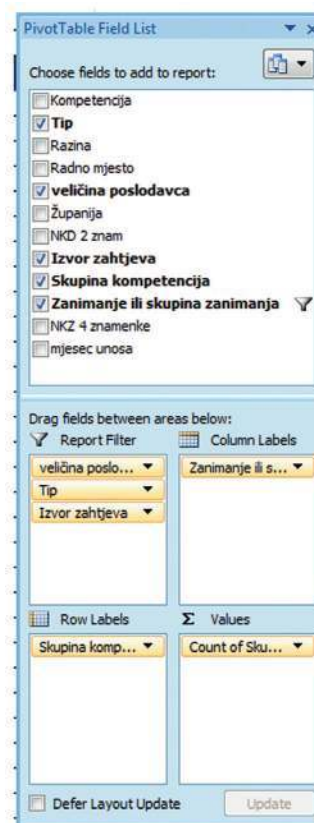 PivotTable Field List
Choose fields to add to report:
Kompetencija
Tip
Razina
Radno mjesto
veličina poslodavca
Županija
NKD 2 znam
Izvor zahtjeva
Skupina kompetencija
Zanimanje ili skupina zanimanja
NKZ 4 znamenke
mjesec unosa
Drag fields between areas below:
Report Filter
veličina poslo...
Tip
Izvor zahtjeva
Column Labels
Zanimanje ili s...
Row Labels
Skupina komp...
Σ Values
Count of Sku...
Defer Layout Update
Update